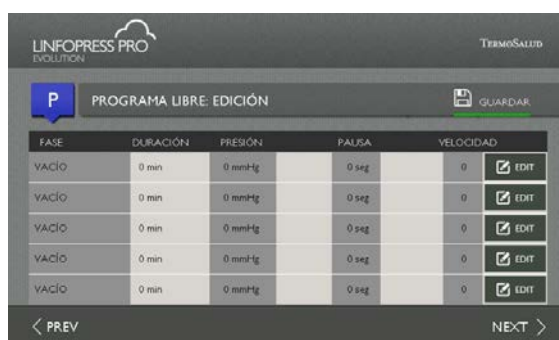 LINFOPRESS PRO
EVOLUTION
TERMOSALUD
P PROGRAMA LIBRE: EDICIÓN GUARDAR
FASE DURACIÓN PRESIÓN PAUSA VELOCIDAD
VACÍO 0 min 0 mmHg 0 seg 0 EDIT
VACÍO 0 min 0 mmHg 0 seg 0 EDIT
VACÍO 0 min 0 mmHg 0 seg 0 EDIT
VACÍO 0 min 0 mmHg 0 seg 0 EDIT
VACÍO 0 min 0 mmHg 0 seg 0 EDIT
< PREV NEXT >